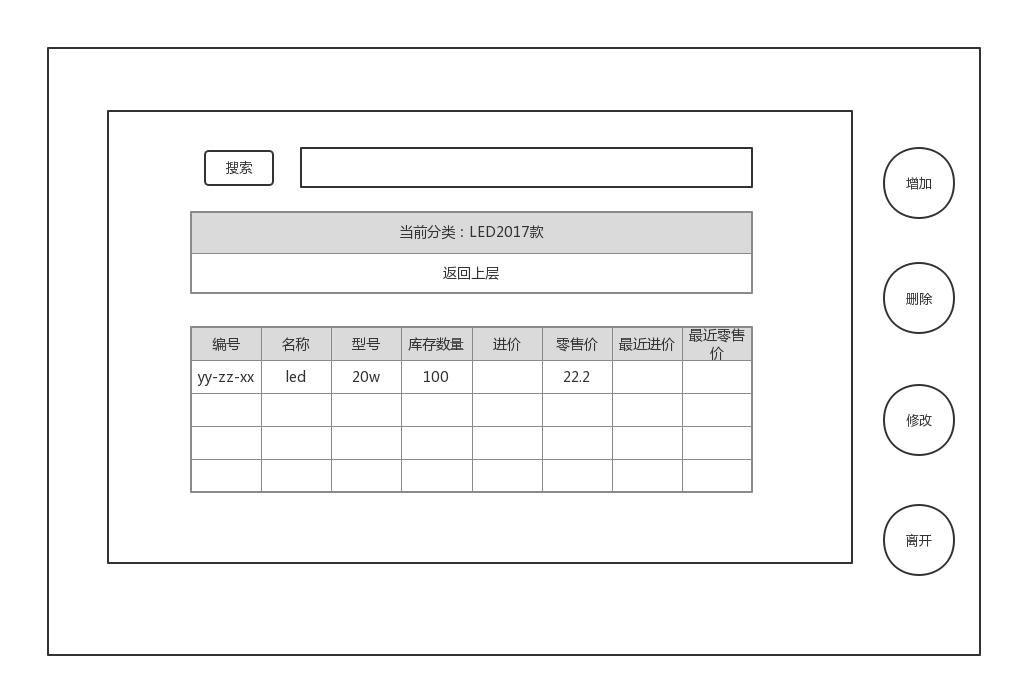 搜索
当前分类：LED2017款
返回上层
编号 名称 型号 库存数量 进价 零售价 最近进价 最近零售价
yy-zz-xx led 20w 100 22.2
增加
删除
修改
离开